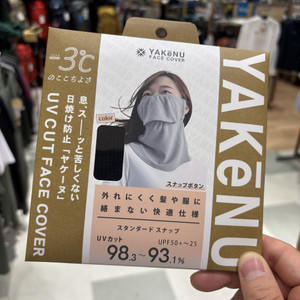 -3℃
のここちよさ
YAKeNU
FACE COVER
YAKeNU
息、スーッと苦しくない
日焼け防止「ヤケーヌ」
UV CUT FACE COVER
color
スナップボタン
外れにくく髪や服に
絡まない快適仕様
スタンダード スナップ
UVカット UPF50+~25
98.3~93.1%